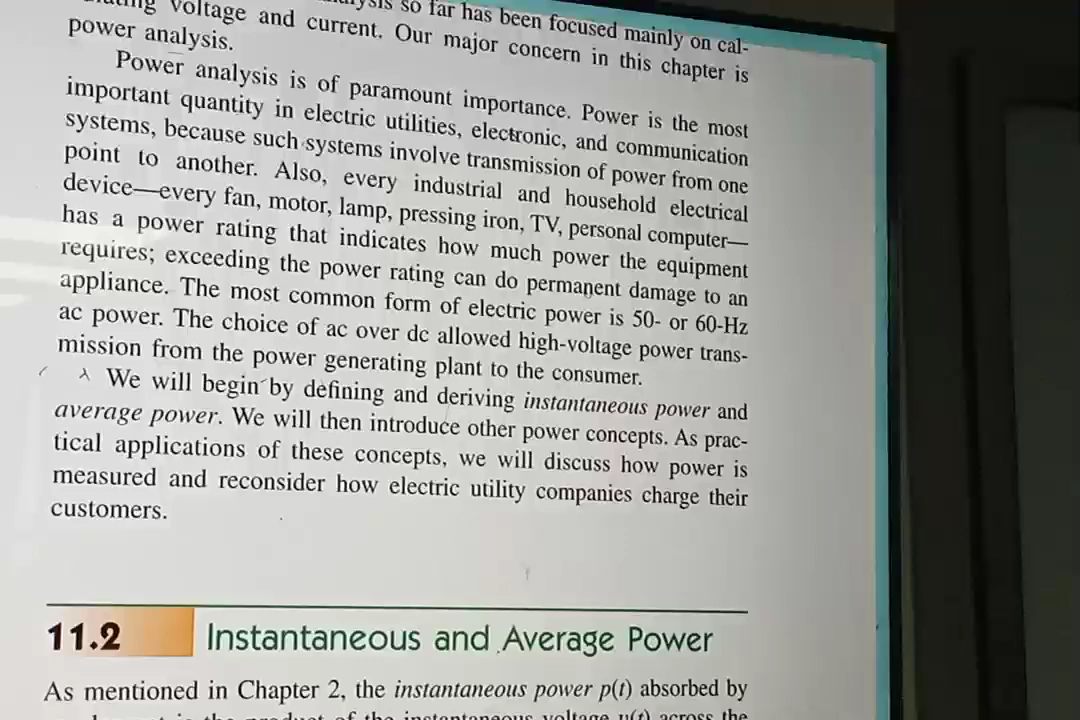 so far has been focused mainly on cal-
voltage and current. Our major concern in this chapter is
power analysis.
Power analysis is of paramount importance. Power is the most
important quantity in electric utilities, electronic, and communication
systems, because such systems involve transmission of power from one
point to another. Also, every industrial and household electrical
device—every fan, motor, lamp, pressing iron, TV, personal computer—
has a power rating that indicates how much power the equipment
requires; exceeding the power rating can do permanent damage to an
appliance. The most common form of electric power is 50- or 60-Hz
ac power. The choice of ac over dc allowed high-voltage power trans-
mission from the power generating plant to the consumer.
We will begin by defining and deriving instantaneous power and
average power. We will then introduce other power concepts. As prac-
tical applications of these concepts, we will discuss how power is
measured and reconsider how electric utility companies charge their
customers.
11.2 Instantaneous and Average Power
As mentioned in Chapter 2, the instantaneous power p(t) absorbed by
the product of the instantaneous voltage v(t) across the